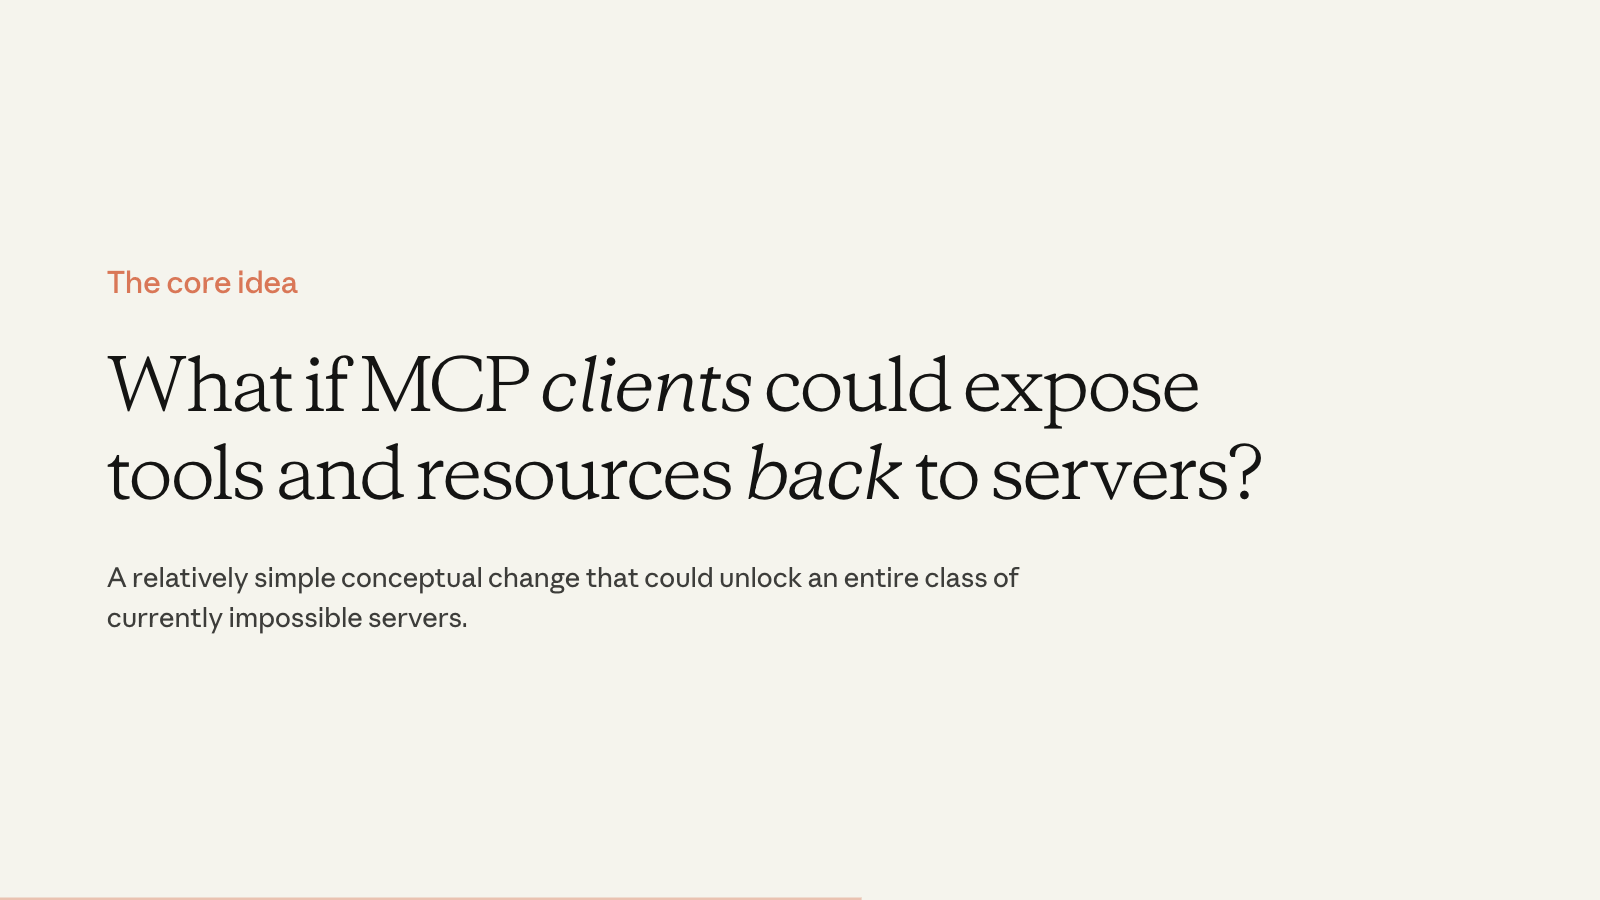 The core idea
What if MCP clients could expose
tools and resources back to servers?
A relatively simple conceptual change that could unlock an entire class of
currently impossible servers.